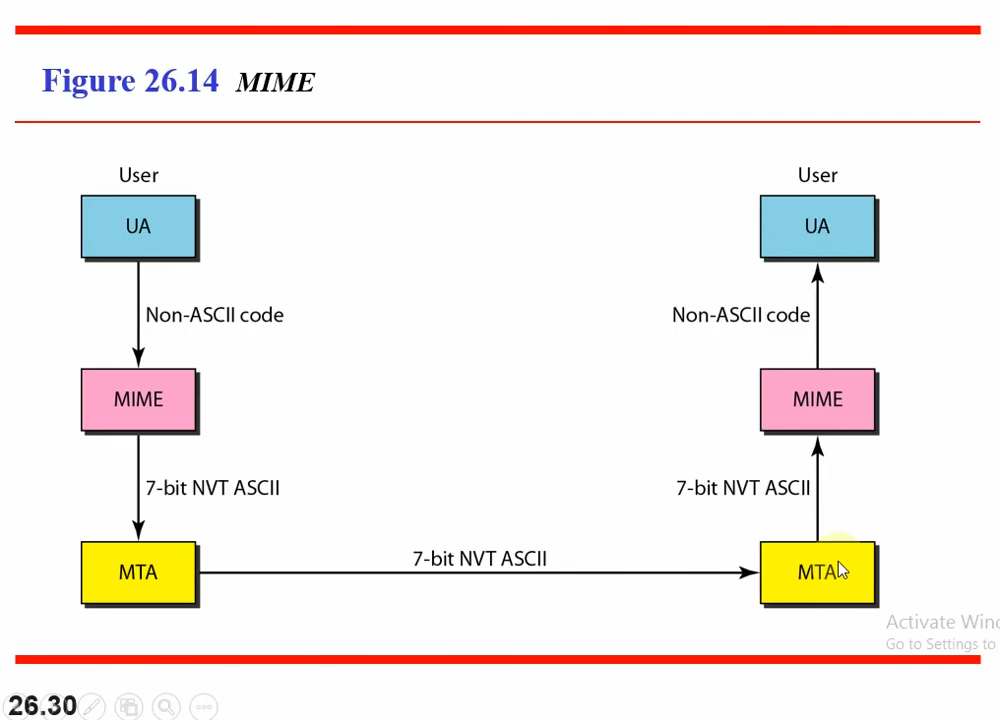 Figure 26.14 MIME
User User
UA UA
Non-ASCII code Non-ASCII code
MIME MIME
7-bit NVT ASCII 7-bit NVT ASCII
7-bit NVT ASCII
MTA MTA
Activate Winc
Go to Settings to
26.30